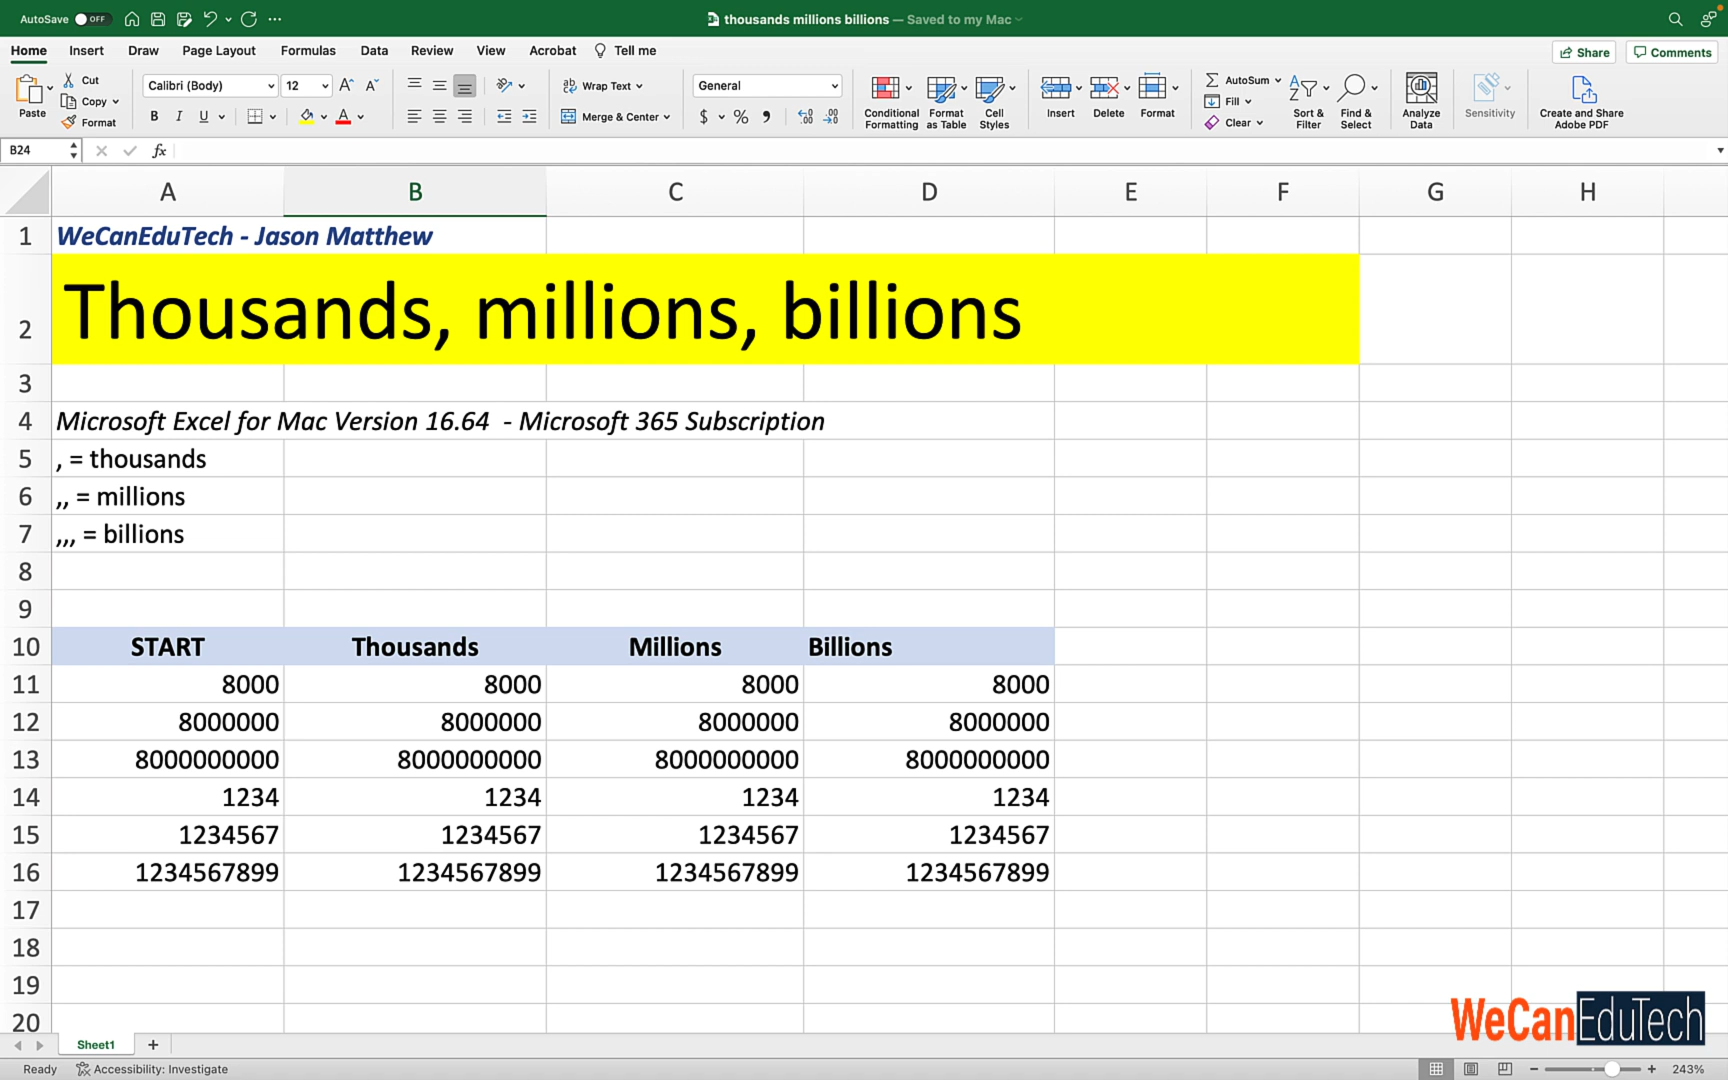 AutoSave OFF
thousands millions billions — Saved to my Mac
Home Insert Draw Page Layout Formulas Data Review View Acrobat Tell me
Share Comments
Paste
Cut
Copy
Format
Calibri (Body) 12
B I U
Wrap Text
Merge & Center
General
$ % ,
Conditional Formatting
Format as Table
Cell Styles
Insert
Delete
Format
AutoSum
Fill
Clear
Sort & Filter
Find & Select
Analyze Data
Sensitivity
Create and Share Adobe PDF
B24 fx
A B C D E F G H
1 WeCanEduTech - Jason Matthew
2 Thousands, millions, billions
3
4 Microsoft Excel for Mac Version 16.64 - Microsoft 365 Subscription
5 , = thousands
6 ,, = millions
7 ,,, = billions
8
9
10 START Thousands Millions Billions
11 8000 8000 8000 8000
12 8000000 8000000 8000000 8000000
13 8000000000 8000000000 8000000000 8000000000
14 1234 1234 1234 1234
15 1234567 1234567 1234567 1234567
16 1234567899 1234567899 1234567899 1234567899
17
18
19
20
WeCanEduTech
Sheet1 +
Ready Accessibility: Investigate
243%